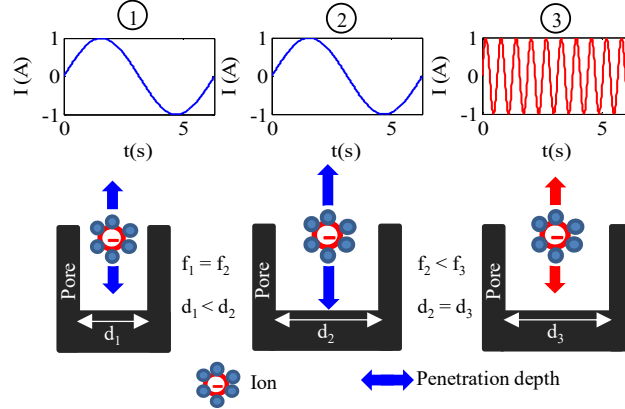 1
2
3
I (A)
1
0
-1
0
5
t(s)
I (A)
1
0
-1
0
5
t(s)
I (A)
1
0
-1
0
5
t(s)
Pore
d₁
f₁ = f₂
d₁ < d₂
Pore
d₂
f₂ < f₃
d₂ = d₃
Pore
d₃
Ion
Penetration depth